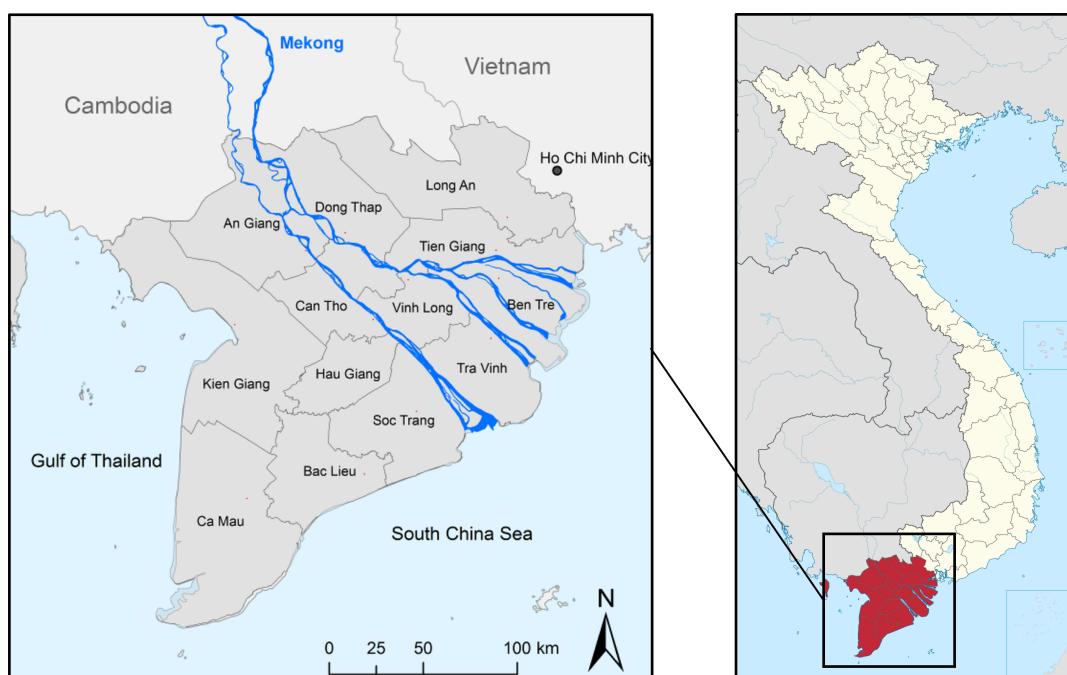 Mekong
Vietnam
Cambodia
Ho Chi Minh City
Long An
Dong Thap
An Giang
Tien Giang
Can Tho
Vinh Long
Ben Tre
Tra Vinh
Hau Giang
Kien Giang
Soc Trang
Gulf of Thailand
Bac Lieu
Ca Mau
South China Sea
N
0 25 50 100 km